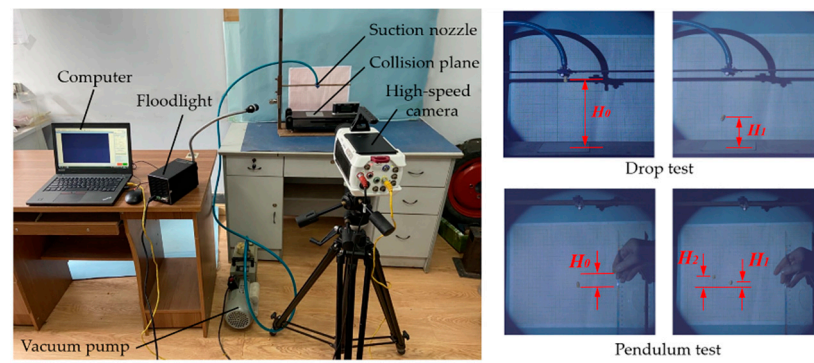 Suction nozzle
Collision plane
Computer
High-speed
camera
Floodlight
Vacuum pump
H₀
H₁
Drop test
H₀
H₂
H₁
Pendulum test